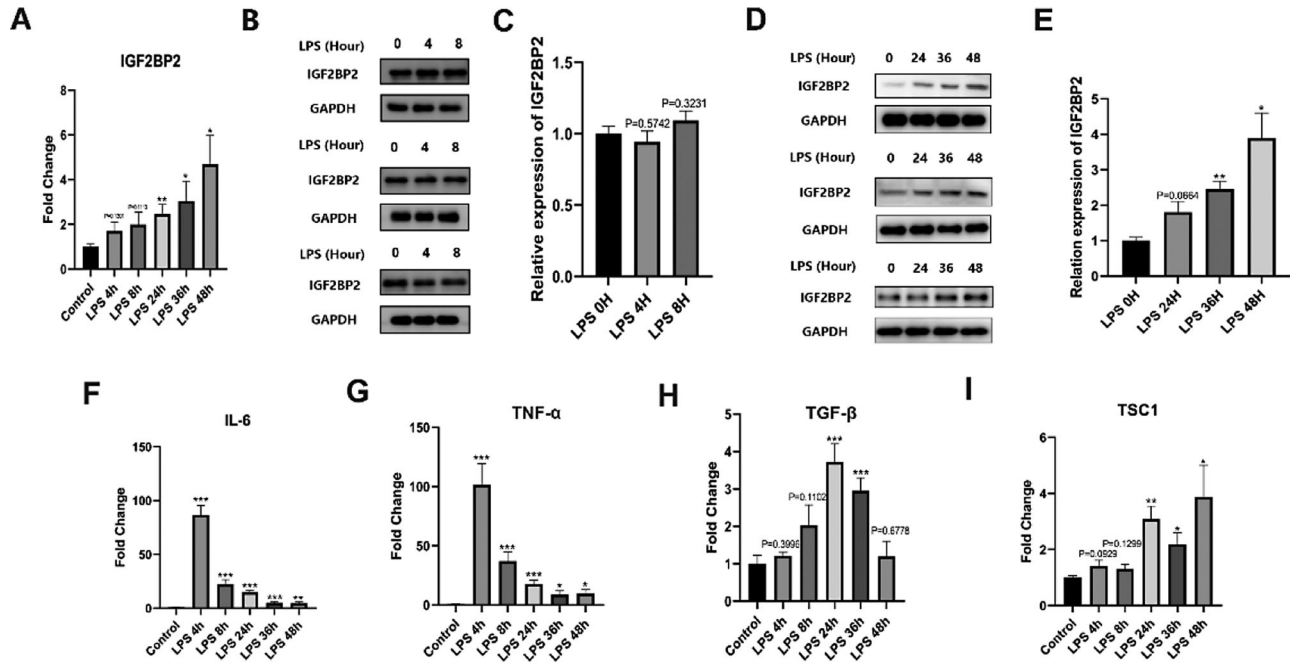 A
IGF2BP2
Fold Change
8
6
4
2
0
*
*
**
Control
LPS 4h
LPS 8h
LPS 24h
LPS 36h
LPS 48h
B
LPS (Hour) 0 4 8
IGF2BP2
GAPDH
LPS (Hour) 0 4 8
IGF2BP2
GAPDH
LPS (Hour) 0 4 8
IGF2BP2
GAPDH
C
Relative expression of IGF2BP2
1.5
1.0
0.5
0.0
P=0.5742
P=0.3231
LPS 0H
LPS 4H
LPS 8H
D
LPS (Hour) 0 24 36 48
IGF2BP2
GAPDH
LPS (Hour) 0 24 36 48
IGF2BP2
GAPDH
LPS (Hour) 0 24 36 48
IGF2BP2
GAPDH
E
Relation expression of IGF2BP2
5
4
3
2
1
0
P=0.0664
**
*
LPS 0H
LPS 24H
LPS 36H
LPS 48H
F
IL-6
Fold Change
150
100
50
0
***
***
***
***
**
Control
LPS 4h
LPS 8h
LPS 24h
LPS 36h
LPS 48h
G
TNF-α
Fold Change
150
100
50
0
***
***
***
*
*
Control
LPS 4h
LPS 8h
LPS 24h
LPS 36h
LPS 48h
H
TGF-β
Fold Change
5
4
3
2
1
0
P=0.3996
P=0.1102
***
***
P=0.6778
Control
LPS 4h
LPS 8h
LPS 24h
LPS 36h
LPS 48h
I
TSC1
Fold Change
6
4
2
0
P=0.0929
P=0.1299
**
*
*
Control
LPS 4h
LPS 8h
LPS 24h
LPS 36h
LPS 48h